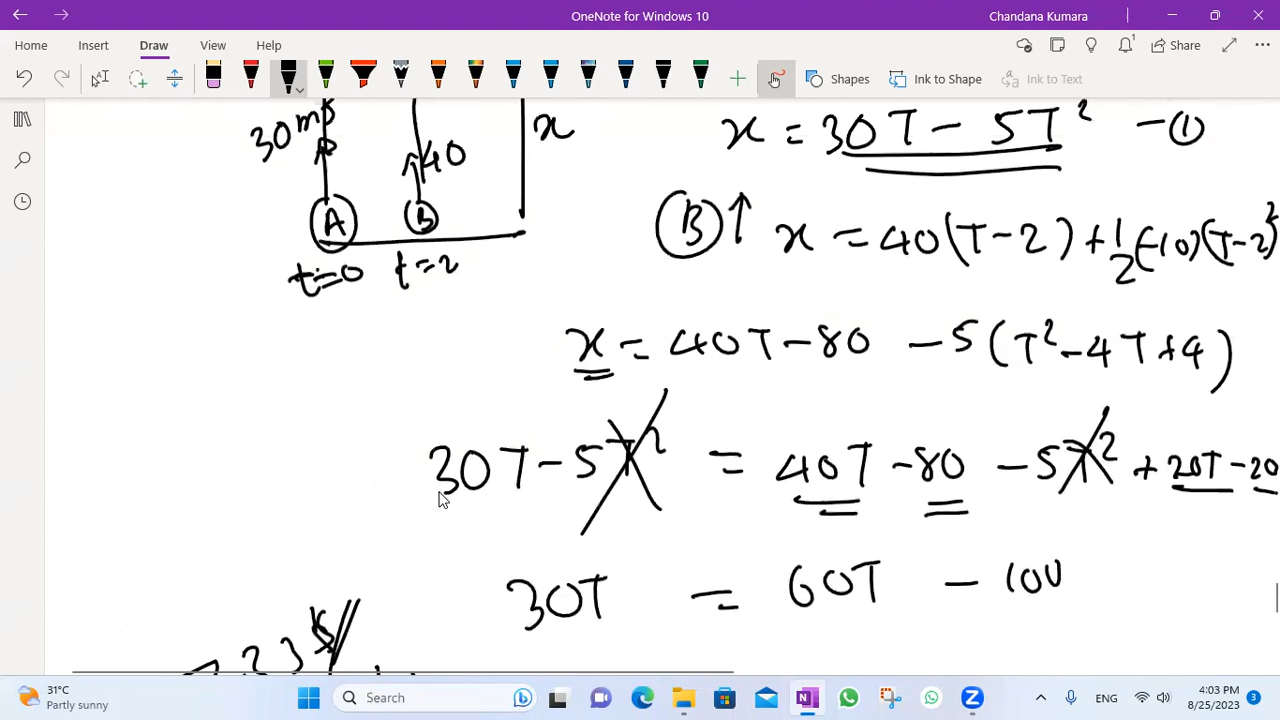 OneNote for Windows 10
Chandana Kumara
Home Insert Draw View Help
Share
Shapes Ink to Shape Ink to Text
30 m/s
40
x
A B
t=0 t=2
x = 30T - 5T² - ①
B ↑ x = 40(T-2) + 1/2 (-10)(T-2)²
x = 40T - 80 - 5(T² - 4T + 4)
30T - 5T² = 40T - 80 - 5T² + 20T - 20
30T = 60T - 100
31°C
Partly sunny
Search
ENG
4:03 PM
8/25/2023
3